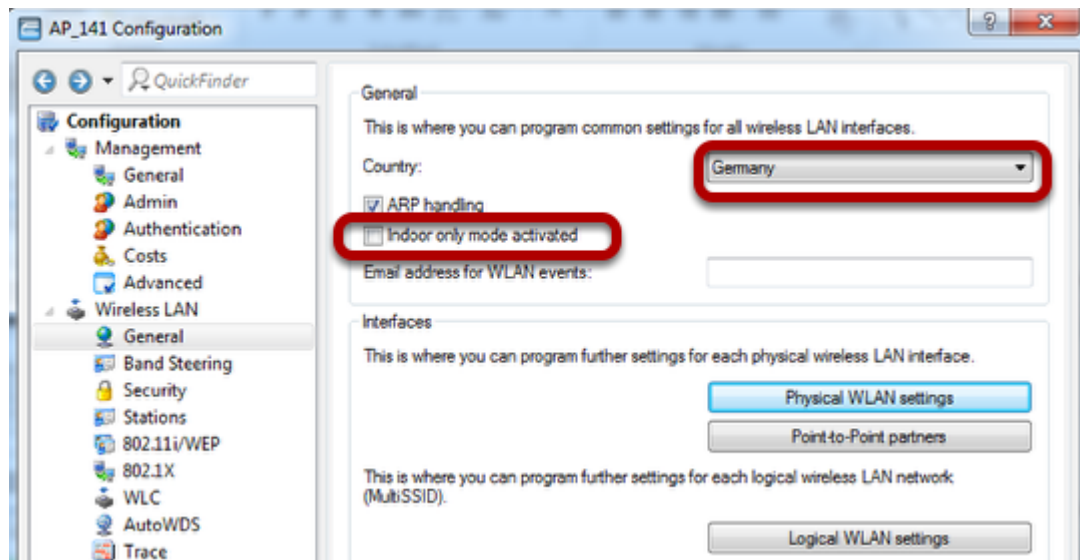 AP_141 Configuration
QuickFinder
Configuration
Management
General
Admin
Authentication
Costs
Advanced
Wireless LAN
General
Band Steering
Security
Stations
802.11i/WEP
802.1X
WLC
AutoWDS
Trace
General
This is where you can program common settings for all wireless LAN interfaces.
Country:
Germany
ARP handling
Indoor only mode activated
Email address for WLAN events:
Interfaces
This is where you can program further settings for each physical wireless LAN interface.
Physical WLAN settings
Point-to-Point partners
This is where you can program further settings for each logical wireless LAN network
(MultiSSID).
Logical WLAN settings